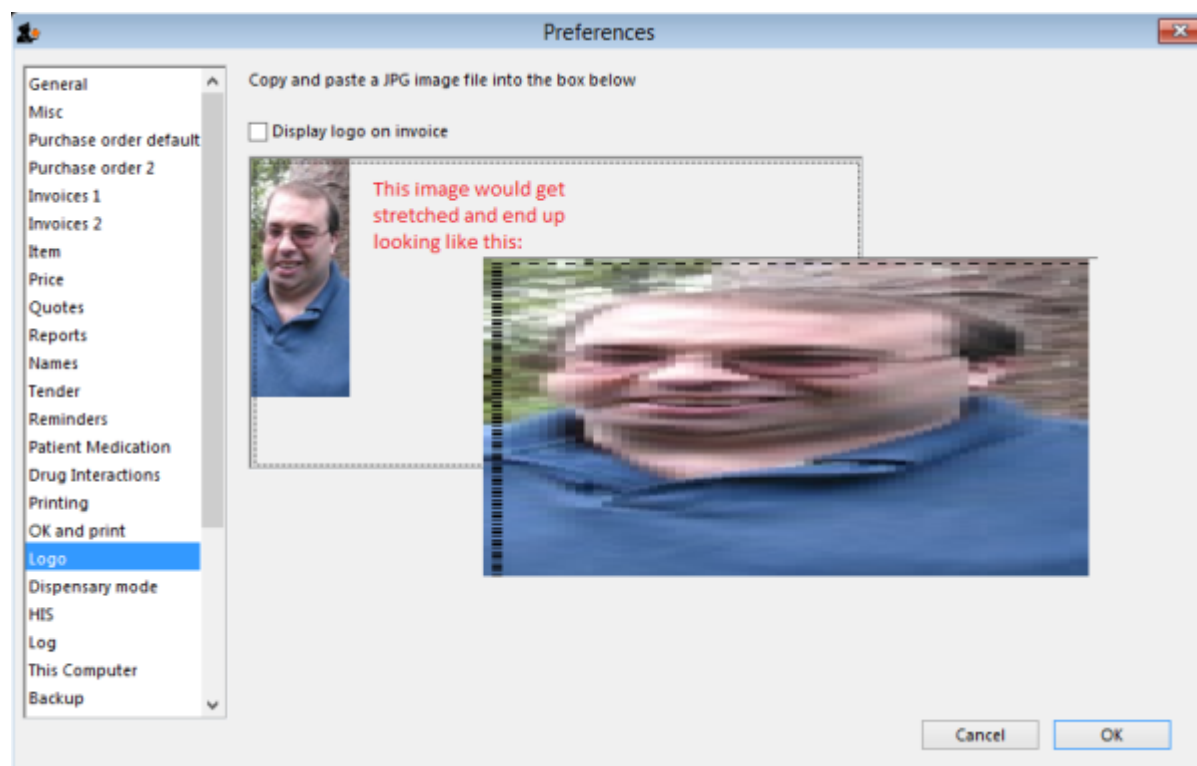 Preferences
General
Misc
Purchase order default
Purchase order 2
Invoices 1
Invoices 2
Item
Price
Quotes
Reports
Names
Tender
Reminders
Patient Medication
Drug Interactions
Printing
OK and print
Logo
Dispensary mode
HIS
Log
This Computer
Backup
Copy and paste a JPG image file into the box below
Display logo on invoice
This image would get
stretched and end up
looking like this:
Cancel
OK